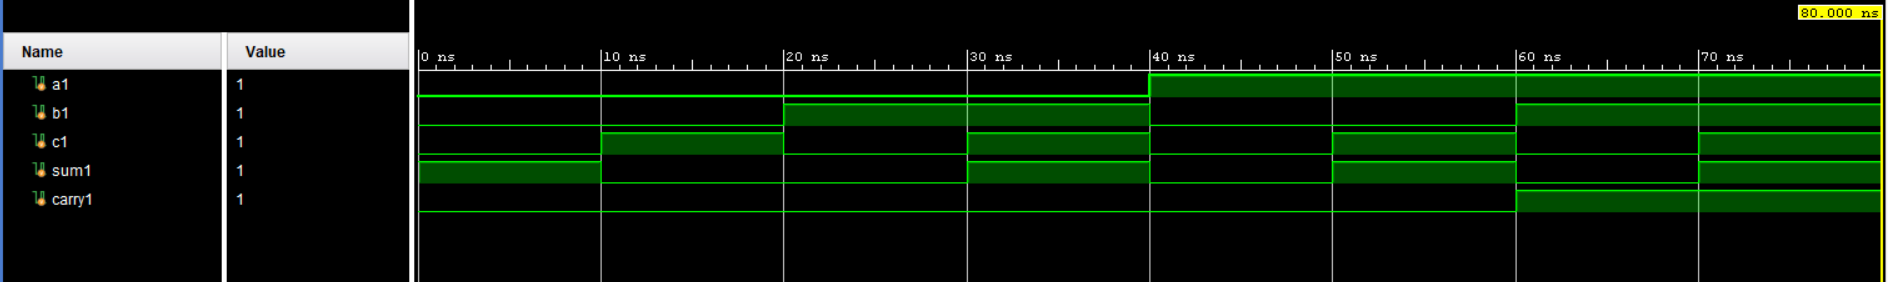 80.000 ns
Name Value
0 ns 10 ns 20 ns 30 ns 40 ns 50 ns 60 ns 70 ns
a1 1
b1 1
c1 1
sum1 1
carry1 1